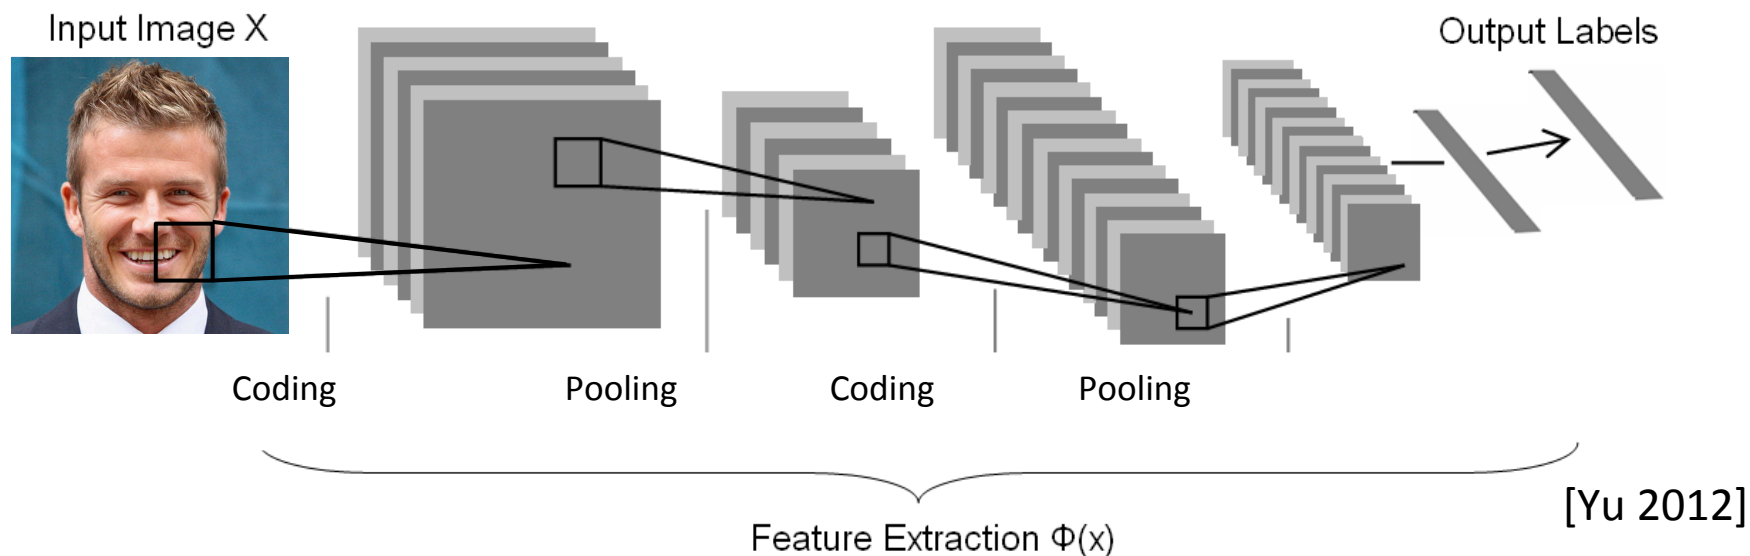 Input Image X
Output Labels
Coding
Pooling
Coding
Pooling
[Yu 2012]
Feature Extraction Φ(x)